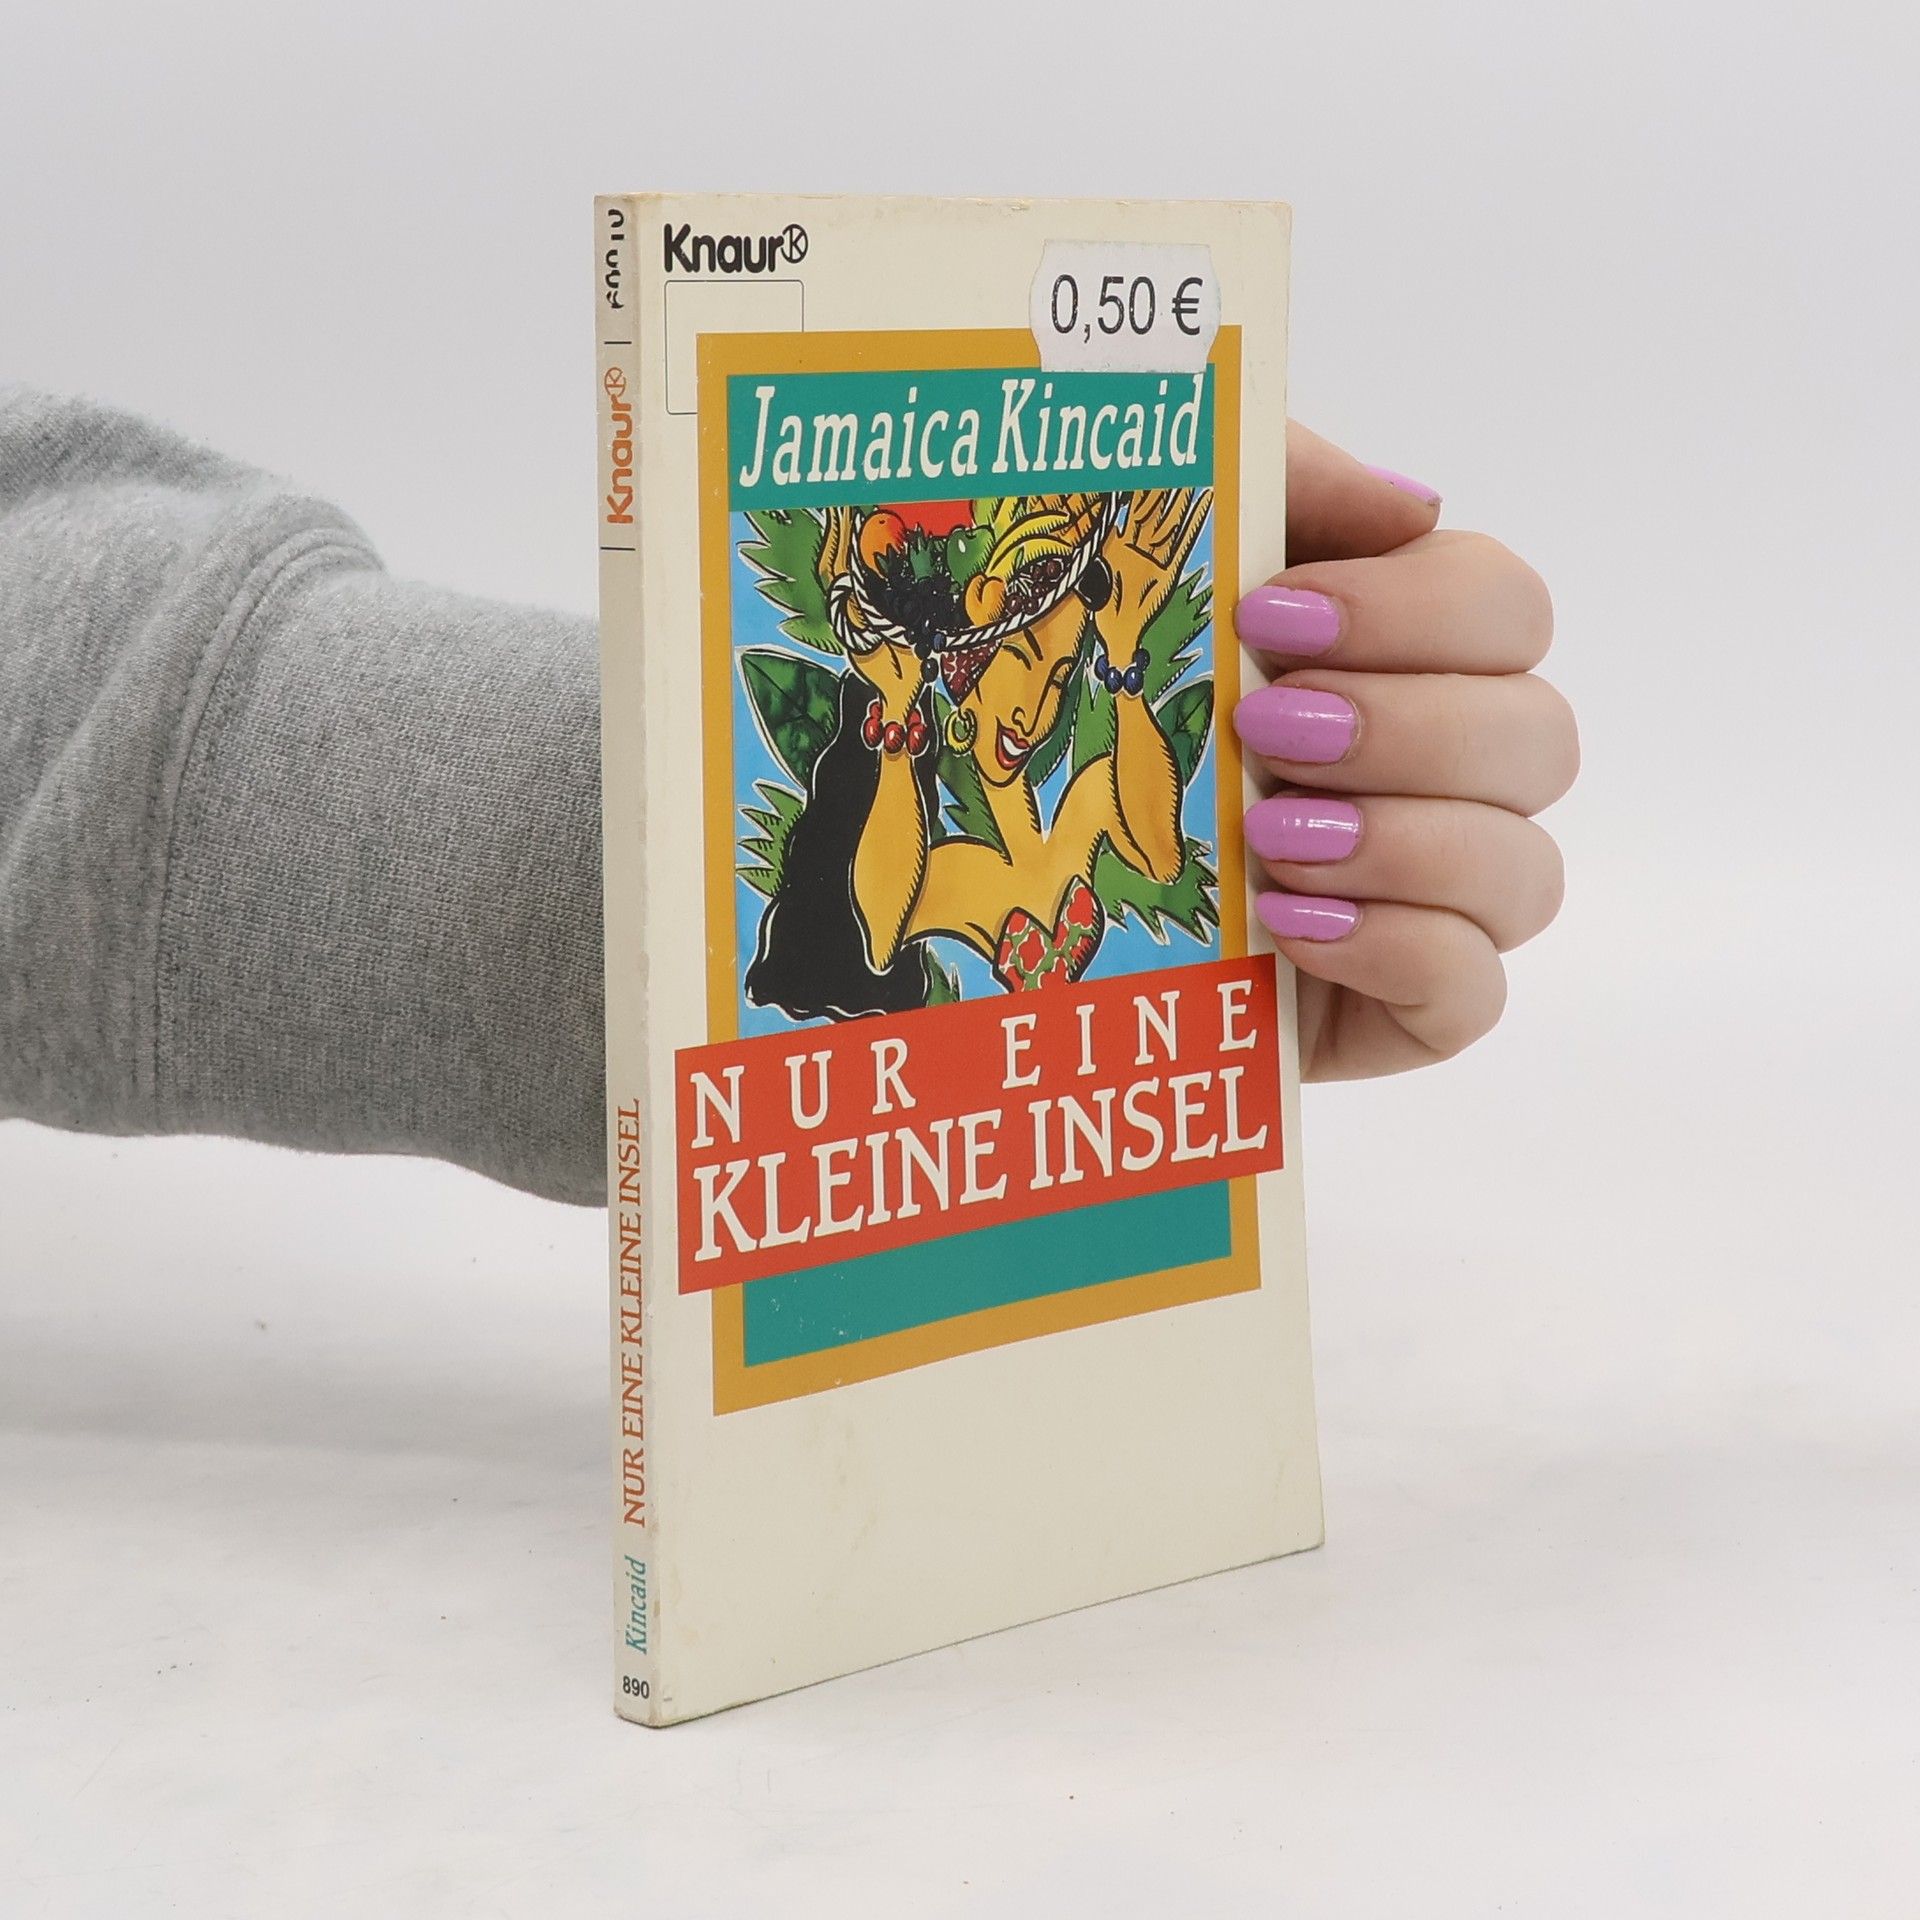 Knaur
0,50 €
Jamaica Kincaid
NUR EINE
KLEINE INSEL
Knaur
NUR EINE KLEINE INSEL
Kincaid
890